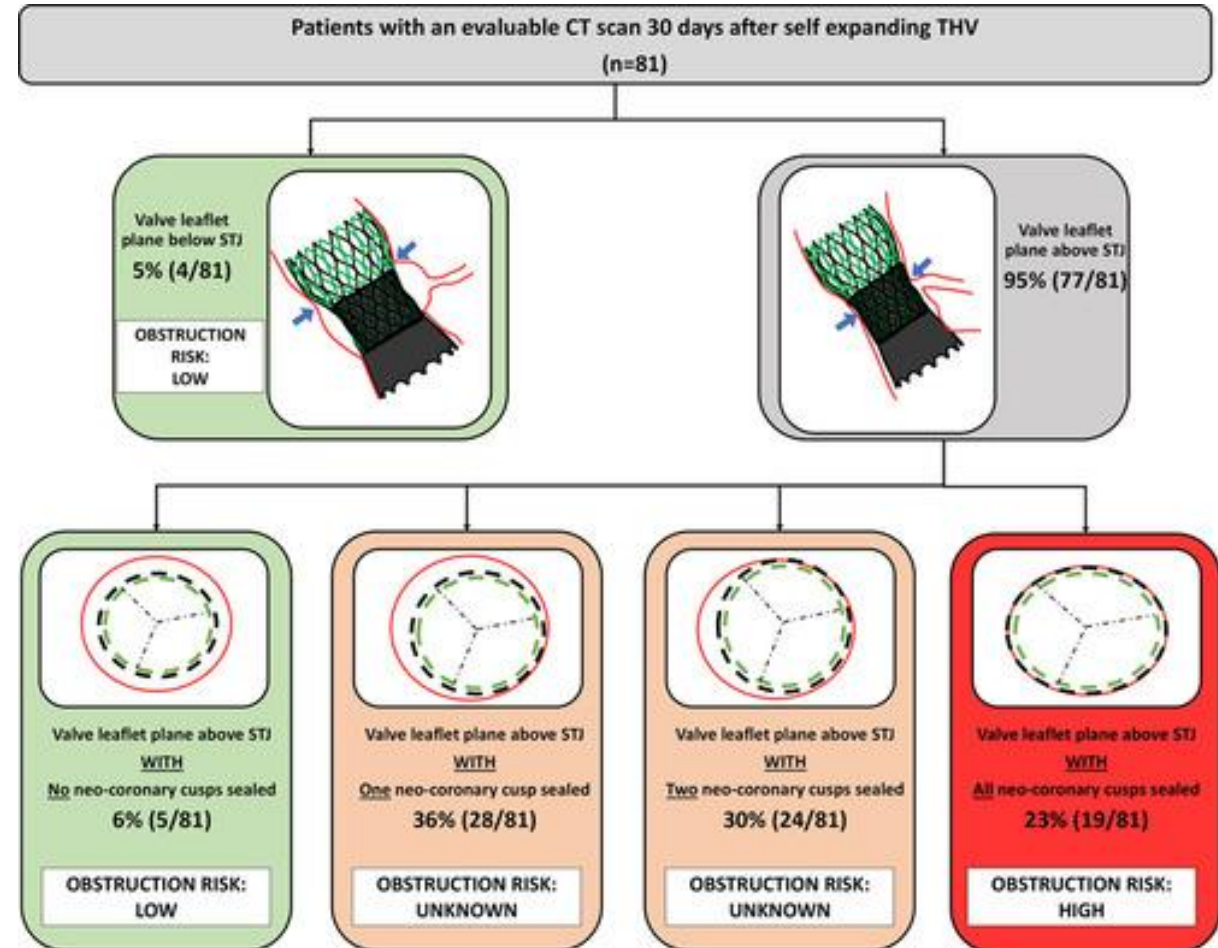 Patients with an evaluable CT scan 30 days after self expanding THV
(n=81)
Valve leaflet
plane below STJ
5% (4/81)
OBSTRUCTION
RISK:
LOW
Valve leaflet
plane above STJ
95% (77/81)
Valve leaflet plane above STJ
WITH
No neo-coronary cusps sealed
6% (5/81)
OBSTRUCTION RISK:
LOW
Valve leaflet plane above STJ
WITH
One neo-coronary cusp sealed
36% (28/81)
OBSTRUCTION RISK:
UNKNOWN
Valve leaflet plane above STJ
WITH
Two neo-coronary cusps sealed
30% (24/81)
OBSTRUCTION RISK:
UNKNOWN
Valve leaflet plane above STJ
WITH
All neo-coronary cusps sealed
23% (19/81)
OBSTRUCTION RISK:
HIGH